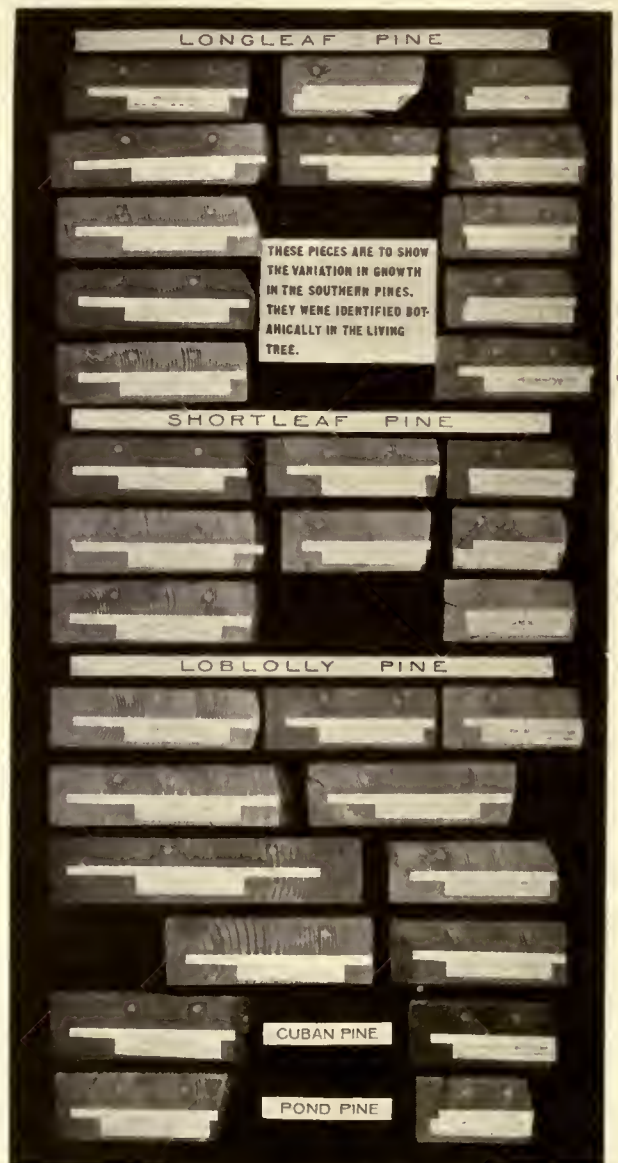 LONGLEAF PINE
THESE PIECES ARE TO SHOW
THE VARIATION IN GROWTH
IN THE SOUTHERN PINES.
THEY WERE IDENTIFIED BOT-
ANICALLY IN THE LIVING
TREE.
SHORTLEAF PINE
LOBLOLLY PINE
CUBAN PINE
POND PINE